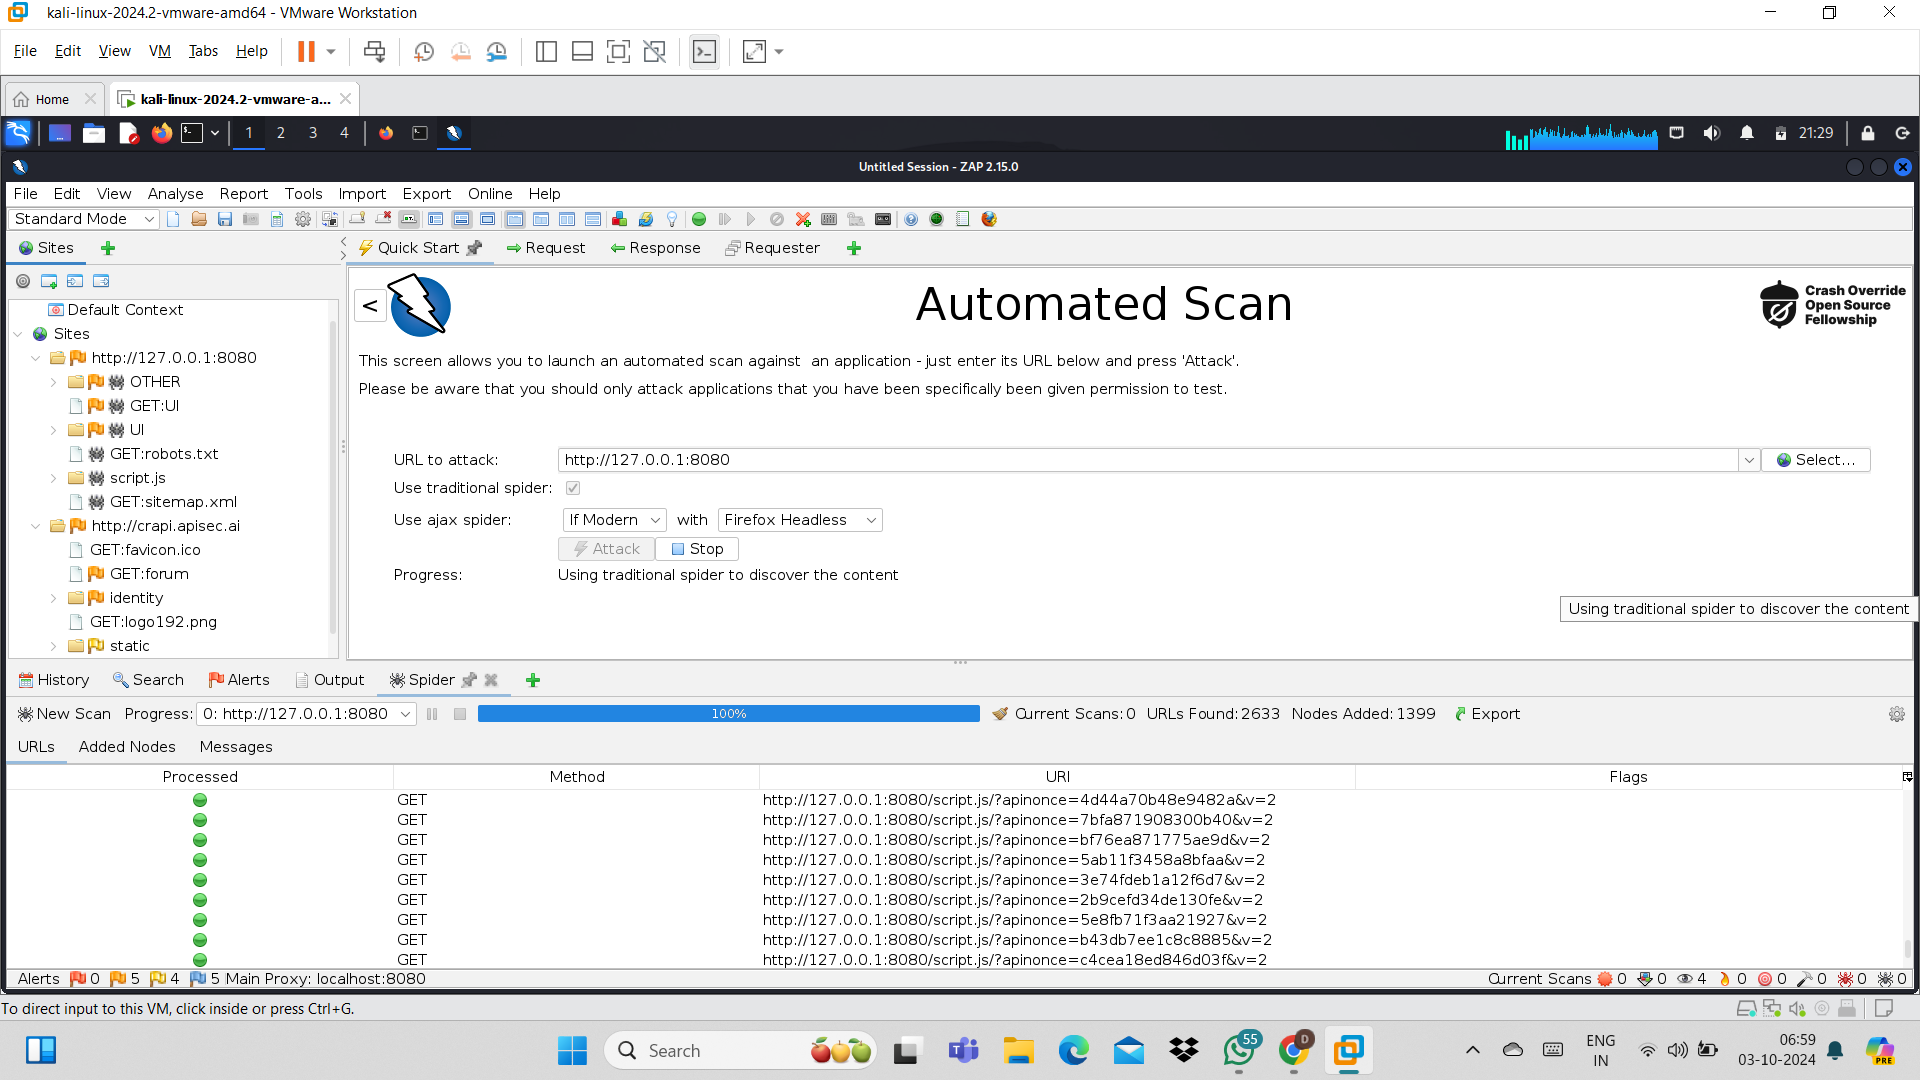 kali-linux-2024.2-vmware-amd64 - VMware Workstation
File Edit View VM Tabs Help
Home kali-linux-2024.2-vmware-a...
1 2 3 4 21:29
Untitled Session - ZAP 2.15.0
File Edit View Analyse Report Tools Import Export Online Help
Standard Mode
Sites Quick Start Request Response Requester
<
Automated Scan
Crash Override
Open Source
Fellowship
Default Context
Sites
http://127.0.0.1:8080
OTHER
GET:UI
UI
GET:robots.txt
script.js
GET:sitemap.xml
http://crapi.apisec.ai
GET:favicon.ico
GET:forum
identity
GET:logo192.png
static
This screen allows you to launch an automated scan against  an application - just enter its URL below and press 'Attack'.
Please be aware that you should only attack applications that you have been specifically been given permission to test.
URL to attack: http://127.0.0.1:8080 Select...
Use traditional spider:
Use ajax spider: If Modern with Firefox Headless
Attack Stop
Progress: Using traditional spider to discover the content
Using traditional spider to discover the content
History Search Alerts Output Spider
New Scan Progress: 0: http://127.0.0.1:8080 100% Current Scans: 0 URLs Found: 2633 Nodes Added: 1399 Export
URLs Added Nodes Messages
Processed Method URI Flags
GET http://127.0.0.1:8080/script.js/?apinonce=4d44a70b48e9482a&v=2
GET http://127.0.0.1:8080/script.js/?apinonce=7bfa871908300b40&v=2
GET http://127.0.0.1:8080/script.js/?apinonce=bf76ea871775ae9d&v=2
GET http://127.0.0.1:8080/script.js/?apinonce=5ab11f3458a8bfaa&v=2
GET http://127.0.0.1:8080/script.js/?apinonce=3e74fdeb1a12f6d7&v=2
GET http://127.0.0.1:8080/script.js/?apinonce=2b9cefd34de130fe&v=2
GET http://127.0.0.1:8080/script.js/?apinonce=5e8fb71f3aa21927&v=2
GET http://127.0.0.1:8080/script.js/?apinonce=b43db7ee1c8c8885&v=2
GET http://127.0.0.1:8080/script.js/?apinonce=c4cea18ed846d03f&v=2
Alerts 0 5 4 5 Main Proxy: localhost:8080 Current Scans 0 0 4 0 0 0 0 0
To direct input to this VM, click inside or press Ctrl+G.
Search 55 D ENG
IN
06:59
03-10-2024
PRE